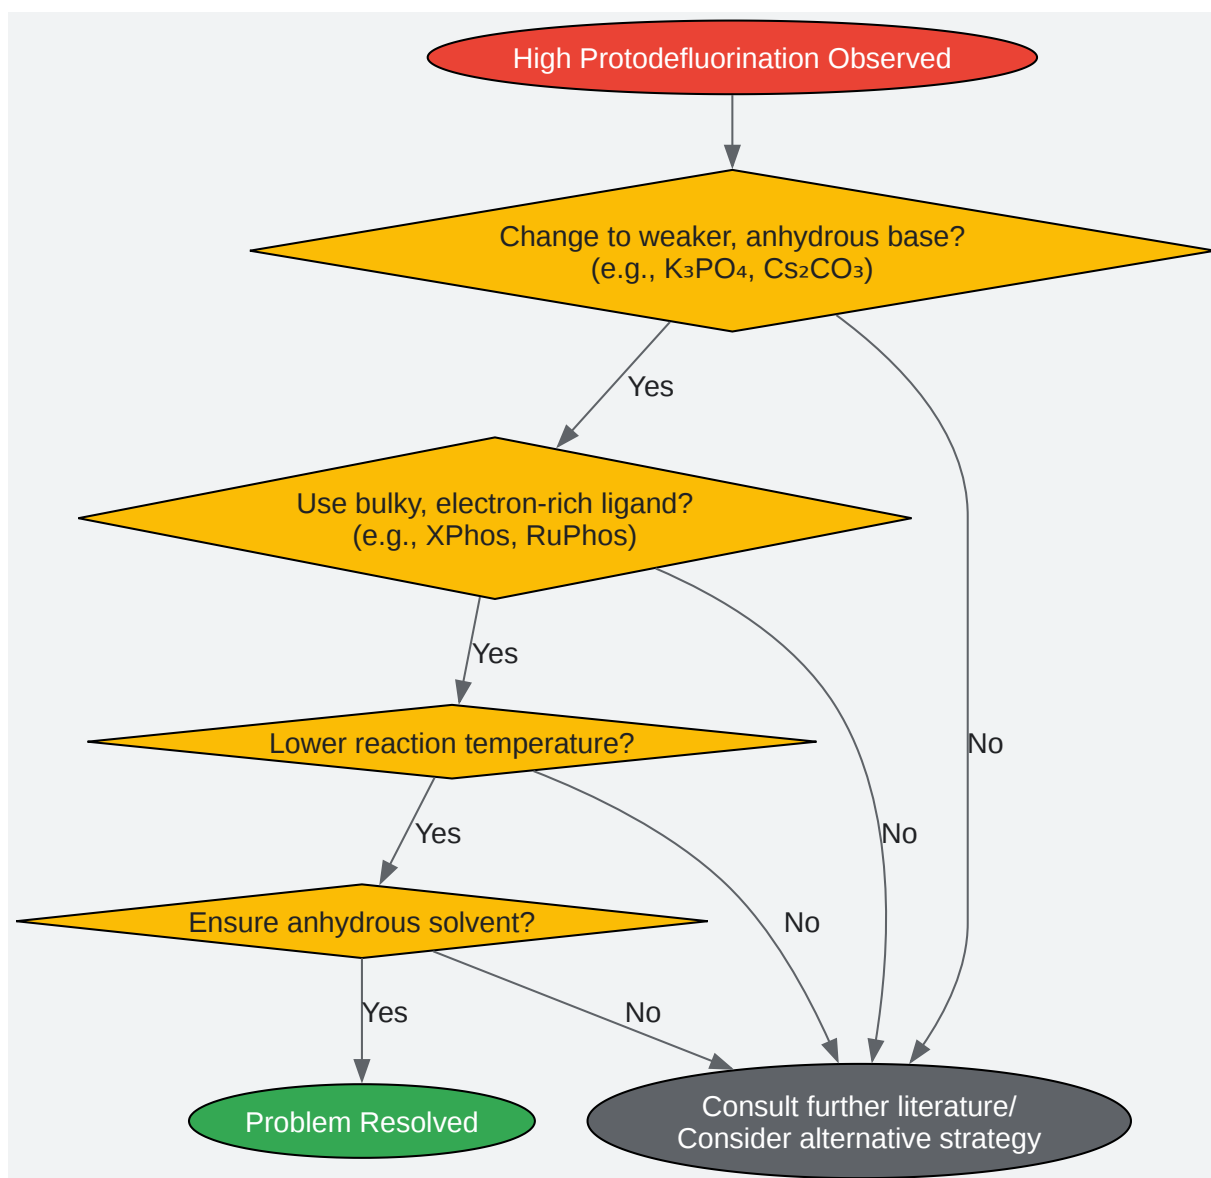 High Protodefluorination Observed
Change to weaker, anhydrous base?
(e.g., K₃PO₄, Cs₂CO₃)
Yes
Use bulky, electron-rich ligand?
(e.g., XPhos, RuPhos)
Yes
Lower reaction temperature?
No
Yes
No
Ensure anhydrous solvent?
No
Yes
No
Problem Resolved
Consult further literature/
Consider alternative strategy